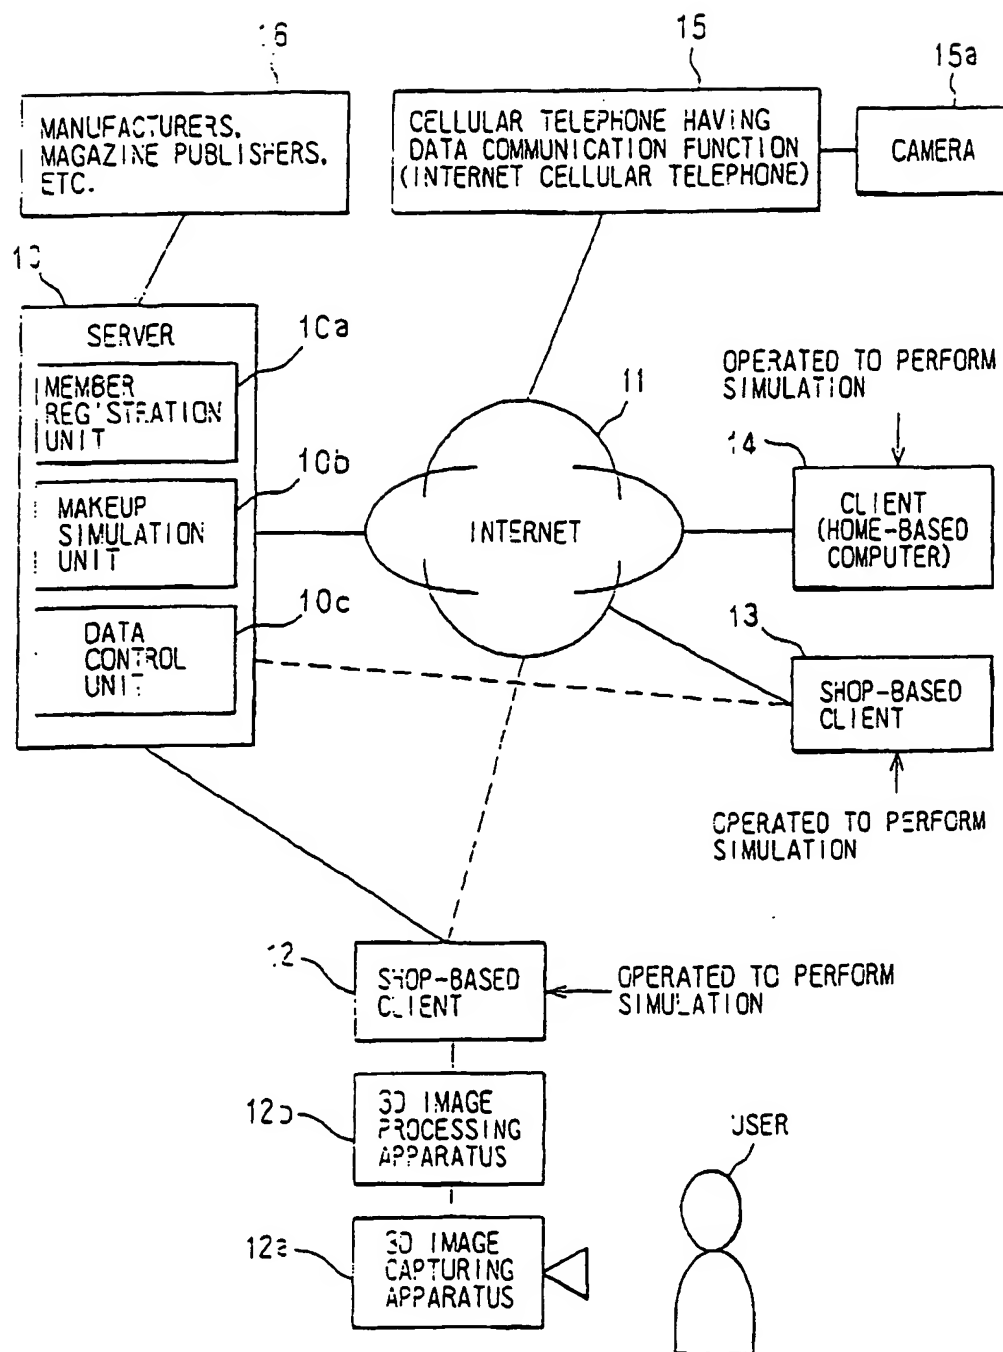 16
MANUFACTURERS,
MAGAZINE PUBLISHERS,
ETC.
15
CELLULAR TELEPHONE HAVING
DATA COMMUNICATION FUNCTION
(INTERNET CELLULAR TELEPHONE)
15a
CAMERA
10
SERVER
10a
MEMBER
REGISTRATION
UNIT
10b
MAKEUP
SIMULATION
UNIT
10c
DATA
CONTROL
UNIT
11
INTERNET
OPERATED TO PERFORM
SIMULATION
14
CLIENT
(HOME-BASED
COMPUTER)
13
SHOP-BASED
CLIENT
OPERATED TO PERFORM
SIMULATION
12
SHOP-BASED
CLIENT
OPERATED TO PERFORM
SIMULATION
12b
3D IMAGE
PROCESSING
APPARATUS
12a
3D IMAGE
CAPTURING
APPARATUS
USER